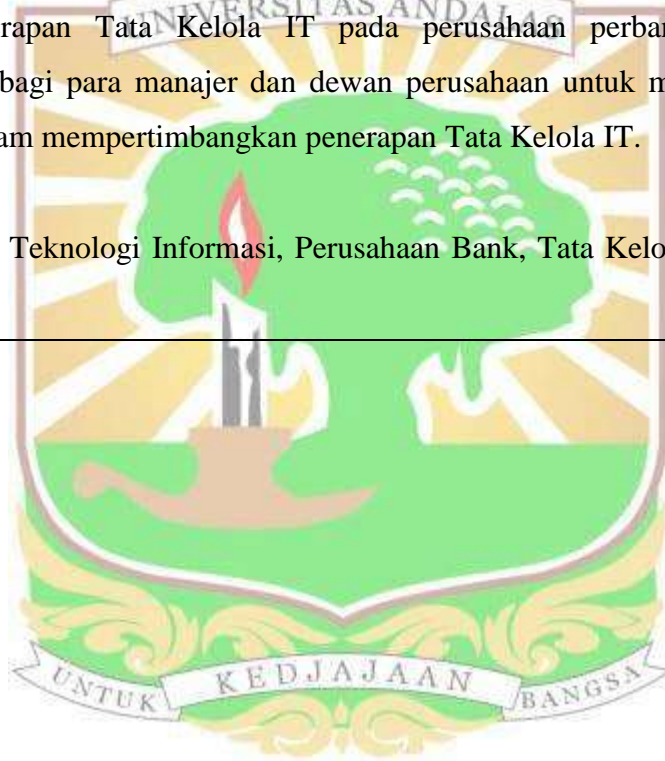 UNIVERSITAS ANDALAS
erapan Tata Kelola IT pada perusahaan perban
bagi para manajer dan dewan perusahaan untuk m
am mempertimbangkan penerapan Tata Kelola IT.
Teknologi Informasi, Perusahaan Bank, Tata Kelo
UNTUK KEDJAJAAN BANGSA